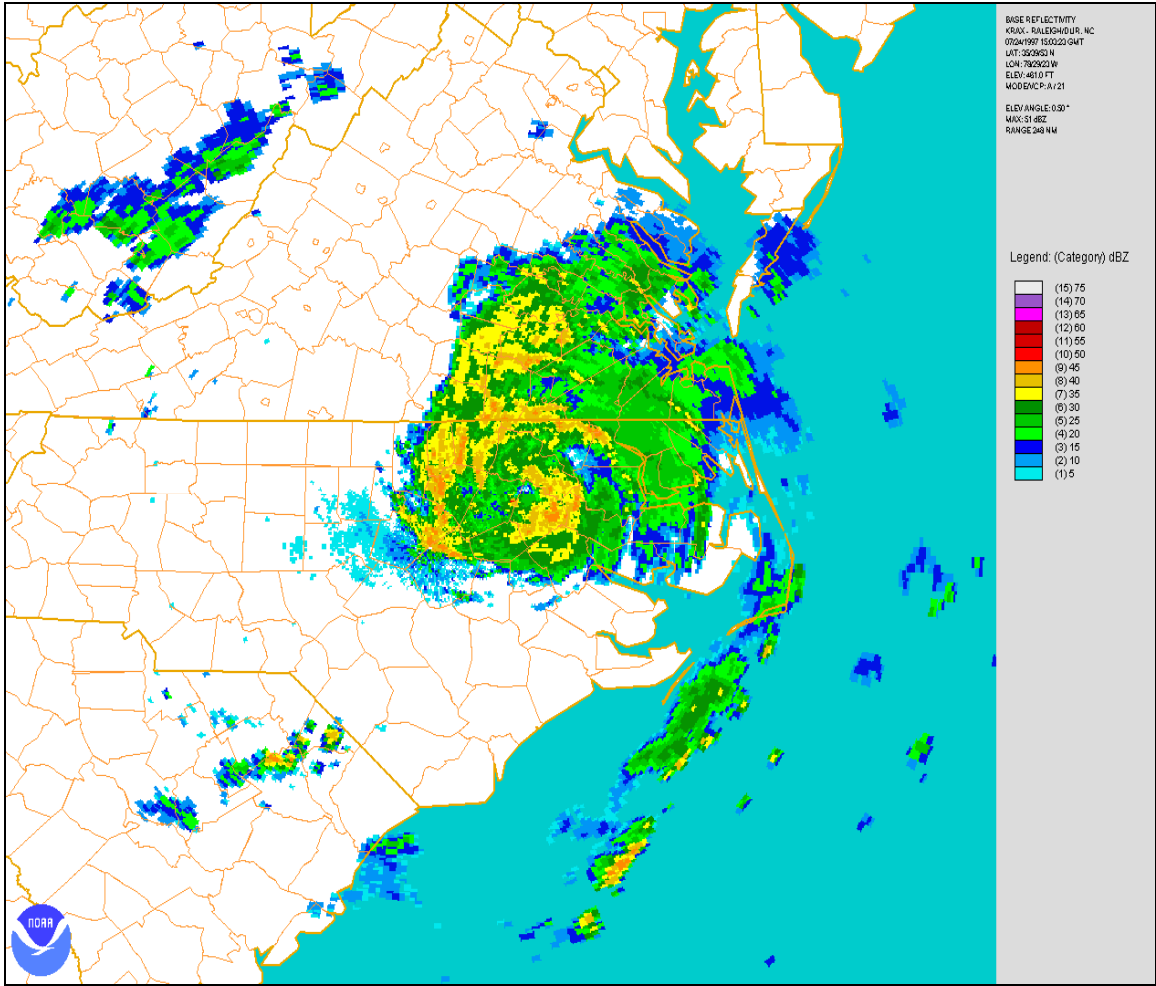 BASE REFLECTIVITY
KRAX - RALEIGH/DUR, NC
07/24/1997 15:03:23 GMT
LAT: 35/39/53 N
LON: 78/29/23 W
ELEV: 461.0 FT
MODE/VCP: A / 21
ELEV ANGLE: 0.50 °
MAX: 51 dBZ
RANGE 248 NM
Legend: (Category) dBZ
(15) 75
(14) 70
(13) 65
(12) 60
(11) 55
(10) 50
(9) 45
(8) 40
(7) 35
(6) 30
(5) 25
(4) 20
(3) 15
(2) 10
(1) 5
NOAA